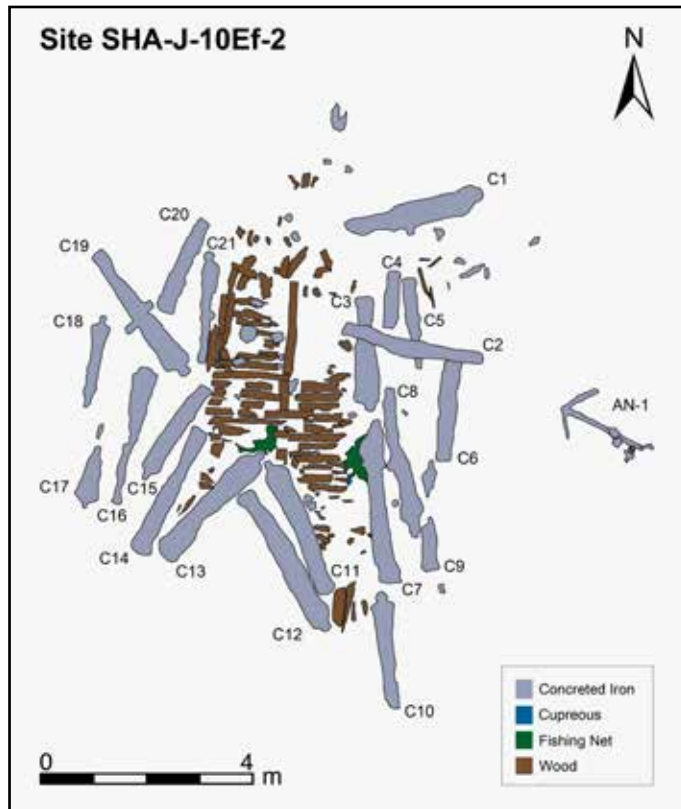 Site SHA-J-10Ef-2
N
C1
C20
C19
C21
C4
C3
C5
C18
C2
C8
AN-1
C6
C17
C15
C16
C14
C13
C11
C9
C7
C12
C10
Concreted Iron
Cupreous
Fishing Net
Wood
0 4
m